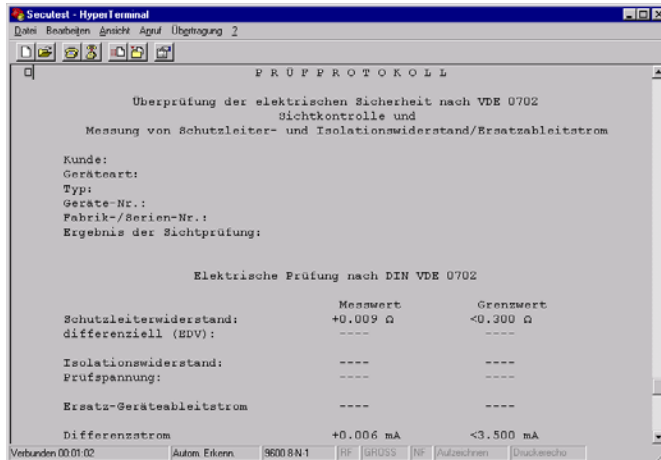 Secutest - HyperTerminal
Datei Bearbeiten Ansicht Anruf Übertragung ?
P R Ü F P R O T O K O L L
Überprüfung der elektrischen Sicherheit nach VDE 0702
Sichtkontrolle und
Messung von Schutzleiter- und Isolationswiderstand/Ersatzableitstrom
Kunde:
Geräteart:
Typ:
Geräte-Nr.:
Fabrik-/Serien-Nr.:
Ergebnis der Sichtprüfung:
Elektrische Prüfung nach DIN VDE 0702
Messwert Grenzwert
Schutzleiterwiderstand: +0.009 Ω <0.300 Ω
differenziell (EDV): ---- ----
Isolationswiderstand: ---- ----
Prüfspannung: ---- ----
Ersatz-Geräteableitstrom ---- ----
Differenzstrom +0.006 mA <3.500 mA
Verbunden 00:01:02 Autom. Erkenn. 9600 8-N-1 RF GROSS NF Aufzeichnen Druckerecho